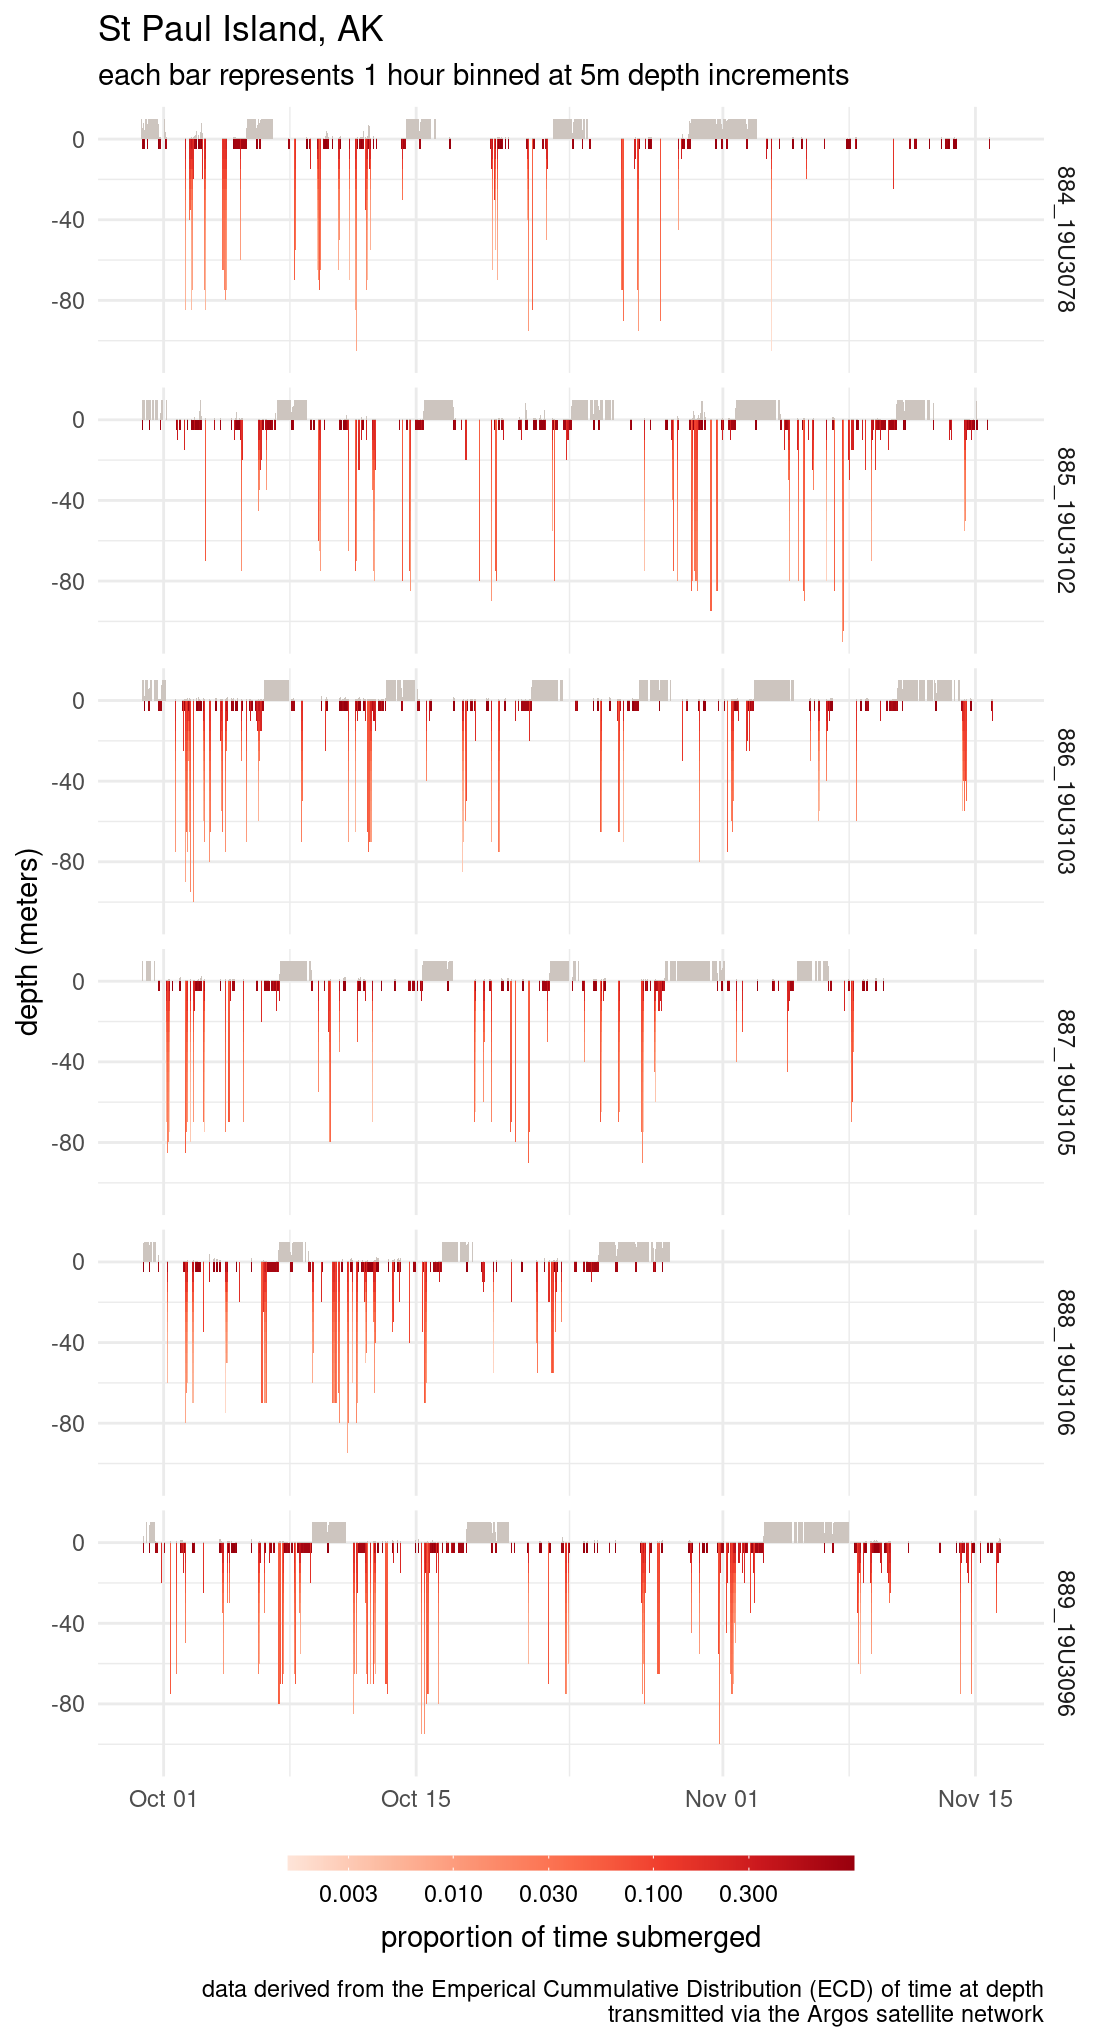 St Paul Island, AK
each bar represents 1 hour binned at 5m depth increments
0
-40
-80
884_19U3078
0
-40
-80
885_19U3102
0
-40
-80
886_19U3103
depth (meters)
0
-40
-80
887_19U3105
0
-40
-80
888_19U3106
0
-40
-80
889_19U3096
Oct 01 Oct 15 Nov 01 Nov 15
0.003 0.010 0.030 0.100 0.300
proportion of time submerged
data derived from the Emperical Cummulative Distribution (ECD) of time at depth
transmitted via the Argos satellite network